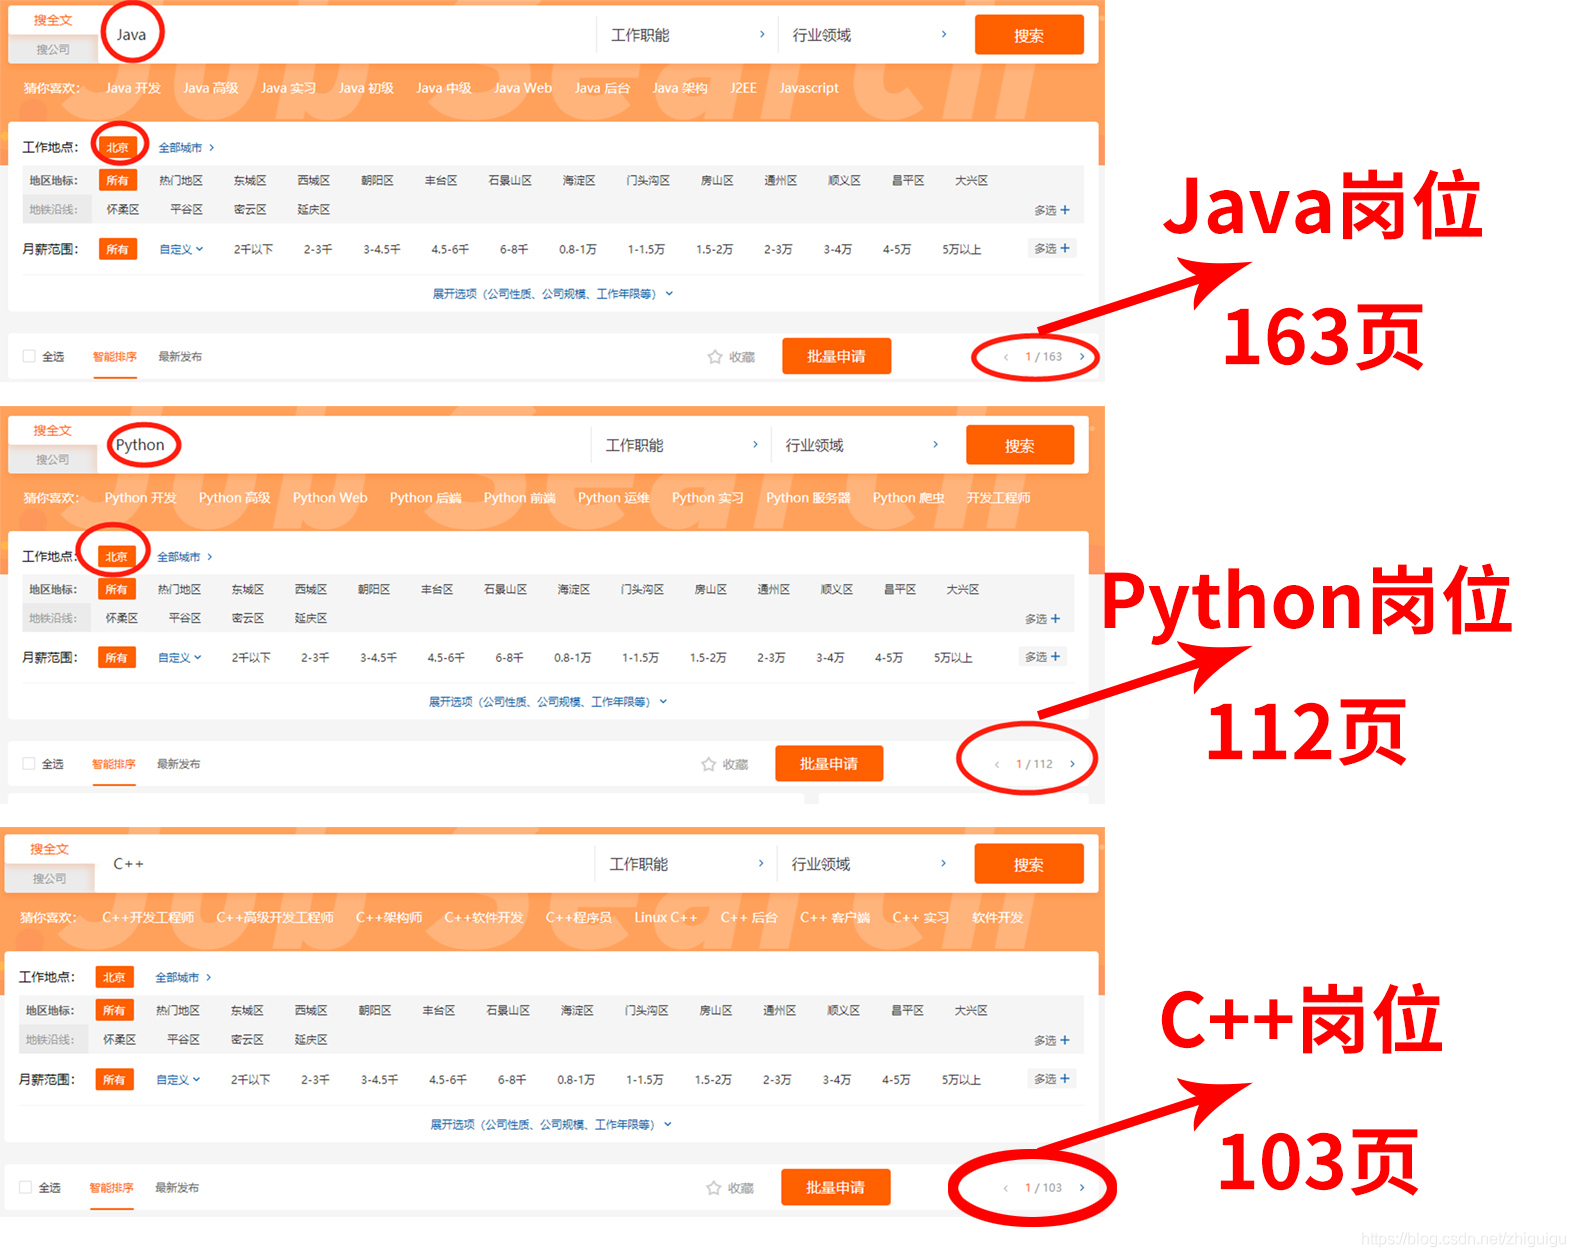 搜全文
搜公司
Java
工作职能
行业领域
搜索
Job Search
猜你喜欢: Java 开发 Java 高级 Java 实习 Java 初级 Java 中级 Java Web Java 后台 Java 架构 J2EE Javascript
工作地点: 北京 全部城市
地区地标: 所有 热门地区 东城区 西城区 朝阳区 丰台区 石景山区 海淀区 门头沟区 房山区 通州区 顺义区 昌平区 大兴区
地铁沿线: 怀柔区 平谷区 密云区 延庆区 多选+
月薪范围: 所有 自定义 2千以下 2-3千 3-4.5千 4.5-6千 6-8千 0.8-1万 1-1.5万 1.5-2万 2-3万 3-4万 4-5万 5万以上 多选+
展开选项（公司性质、公司规模、工作年限等）
全选 智能排序 最新发布 收藏 批量申请 1 / 163
Java岗位
163页
搜全文
搜公司
Python
工作职能
行业领域
搜索
Job Search
猜你喜欢: Python 开发 Python 高级 Python Web Python 后端 Python 前端 Python 运维 Python 实习 Python 服务器 Python 爬虫 开发工程师
工作地点: 北京 全部城市
地区地标: 所有 热门地区 东城区 西城区 朝阳区 丰台区 石景山区 海淀区 门头沟区 房山区 通州区 顺义区 昌平区 大兴区
地铁沿线: 怀柔区 平谷区 密云区 延庆区 多选+
月薪范围: 所有 自定义 2千以下 2-3千 3-4.5千 4.5-6千 6-8千 0.8-1万 1-1.5万 1.5-2万 2-3万 3-4万 4-5万 5万以上 多选+
展开选项（公司性质、公司规模、工作年限等）
全选 智能排序 最新发布 收藏 批量申请 1 / 112
Python岗位
112页
搜全文
搜公司
C++
工作职能
行业领域
搜索
Job Search
猜你喜欢: C++开发工程师 C++高级开发工程师 C++架构师 C++软件开发 C++程序员 Linux C++ C++ 后台 C++ 客户端 C++ 实习 软件开发
工作地点: 北京 全部城市
地区地标: 所有 热门地区 东城区 西城区 朝阳区 丰台区 石景山区 海淀区 门头沟区 房山区 通州区 顺义区 昌平区 大兴区
地铁沿线: 怀柔区 平谷区 密云区 延庆区 多选+
月薪范围: 所有 自定义 2千以下 2-3千 3-4.5千 4.5-6千 6-8千 0.8-1万 1-1.5万 1.5-2万 2-3万 3-4万 4-5万 5万以上 多选+
展开选项（公司性质、公司规模、工作年限等）
全选 智能排序 最新发布 收藏 批量申请 1 / 103
C++岗位
103页
https://blog.csdn.net/zhiguigu